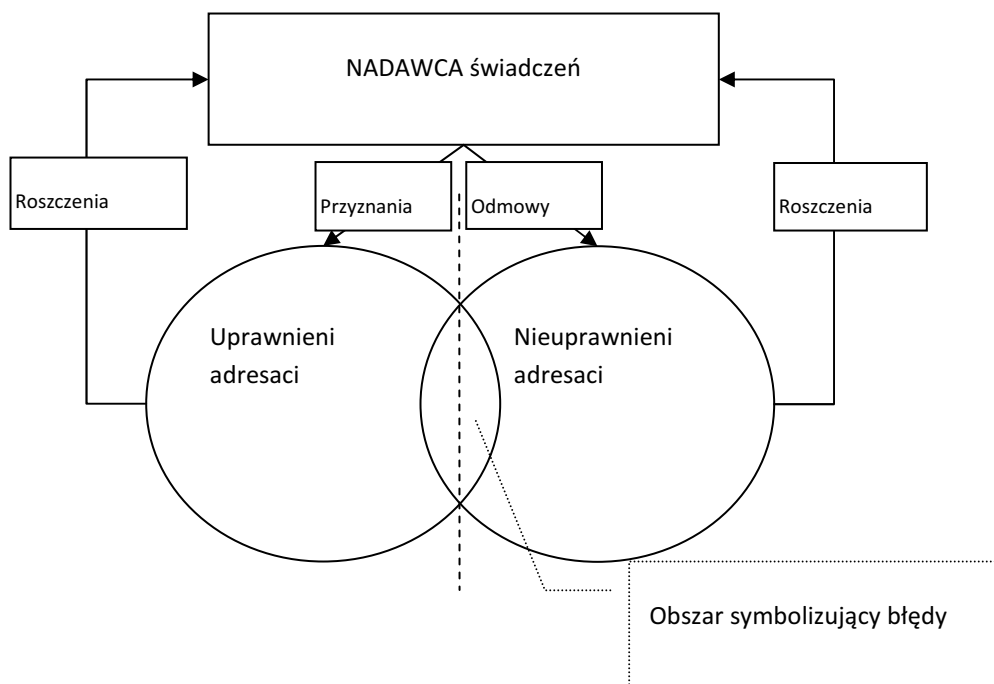 NADAWCA świadczeń
Roszczenia
Przyznania
Odmowy
Roszczenia
Uprawnieni
adresaci
Nieuprawnieni
adresaci
Obszar symbolizujący błędy